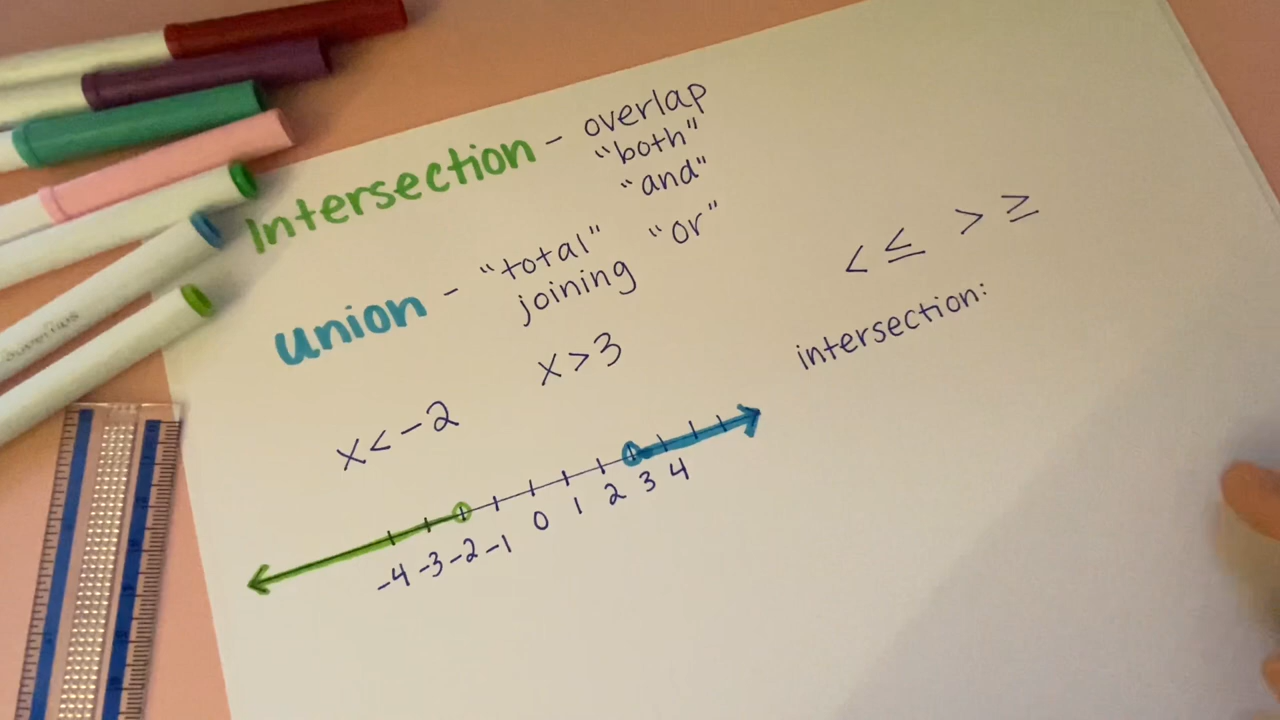 Intersection - overlap
"both"
"and"
union - "total" "or"
joining
x < -2
x > 3
-4 -3 -2 -1 0 1 2 3 4
< ≤ > ≥
intersection: